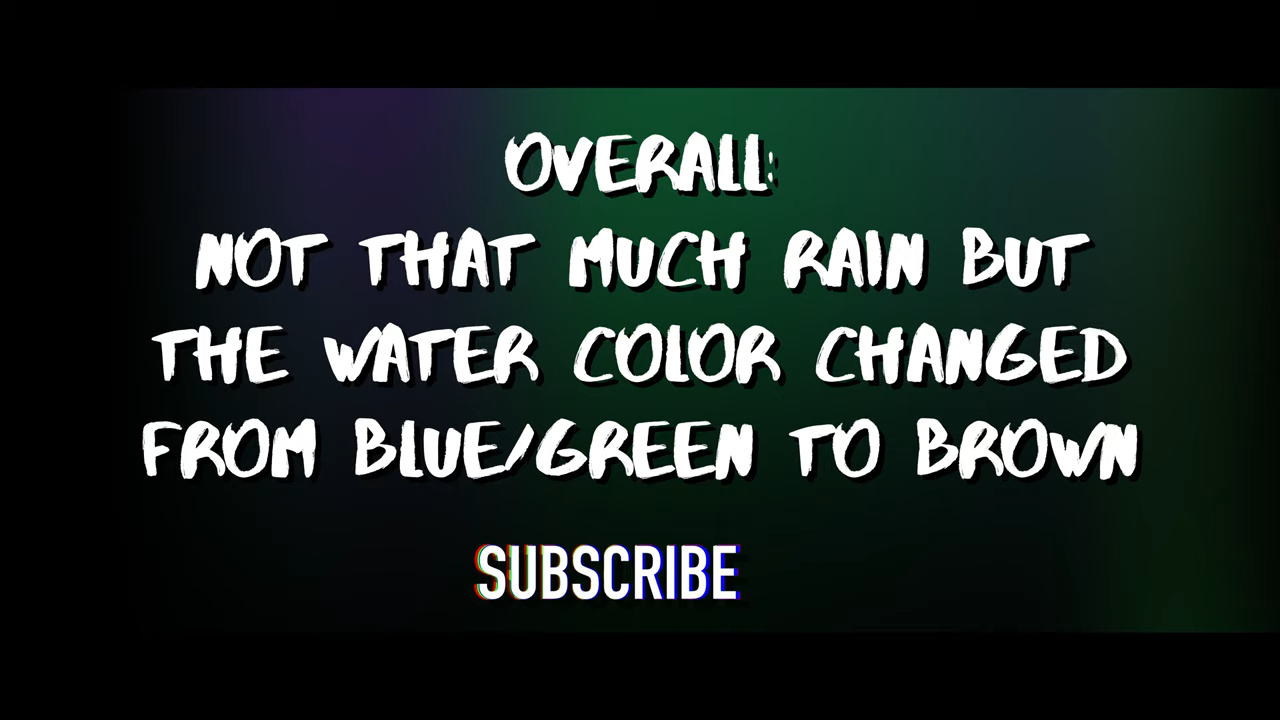 OVERALL:
NOT THAT MUCH RAIN BUT
THE WATER COLOR CHANGED
FROM BLUE/GREEN TO BROWN
SUBSCRIBE